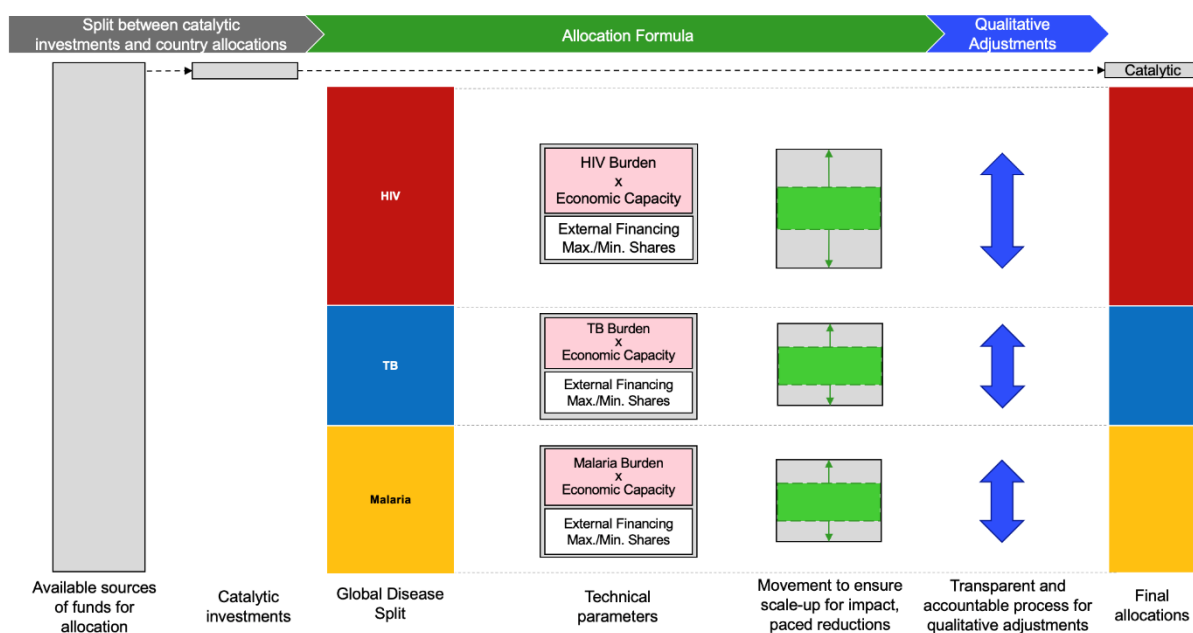 Split between catalytic
investments and country allocations
Allocation Formula
Qualitative
Adjustments
Catalytic
HIV
HIV Burden
x
Economic Capacity
External Financing
Max./Min. Shares
TB
TB Burden
x
Economic Capacity
External Financing
Max./Min. Shares
Malaria
Malaria Burden
x
Economic Capacity
External Financing
Max./Min. Shares
Available sources
of funds for
allocation
Catalytic
investments
Global Disease
Split
Technical
parameters
Movement to ensure
scale-up for impact,
paced reductions
Transparent and
accountable process for
qualitative adjustments
Final
allocations